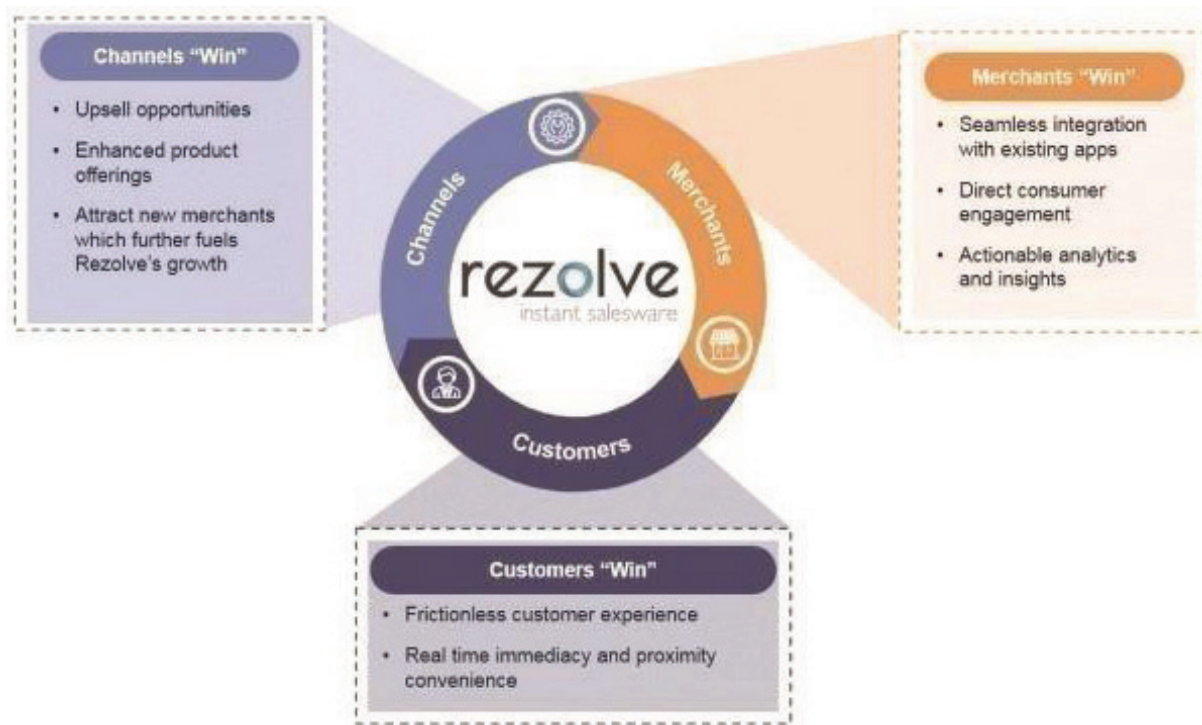 Channels “Win”
• Upsell opportunities
• Enhanced product
offerings
• Attract new merchants
which further fuels
Rezolve’s growth
Merchants “Win”
• Seamless integration
with existing apps
• Direct consumer
engagement
• Actionable analytics
and insights
Channels
Merchants
rezolve
instant salesware
Customers
Customers “Win”
• Frictionless customer experience
• Real time immediacy and proximity
convenience